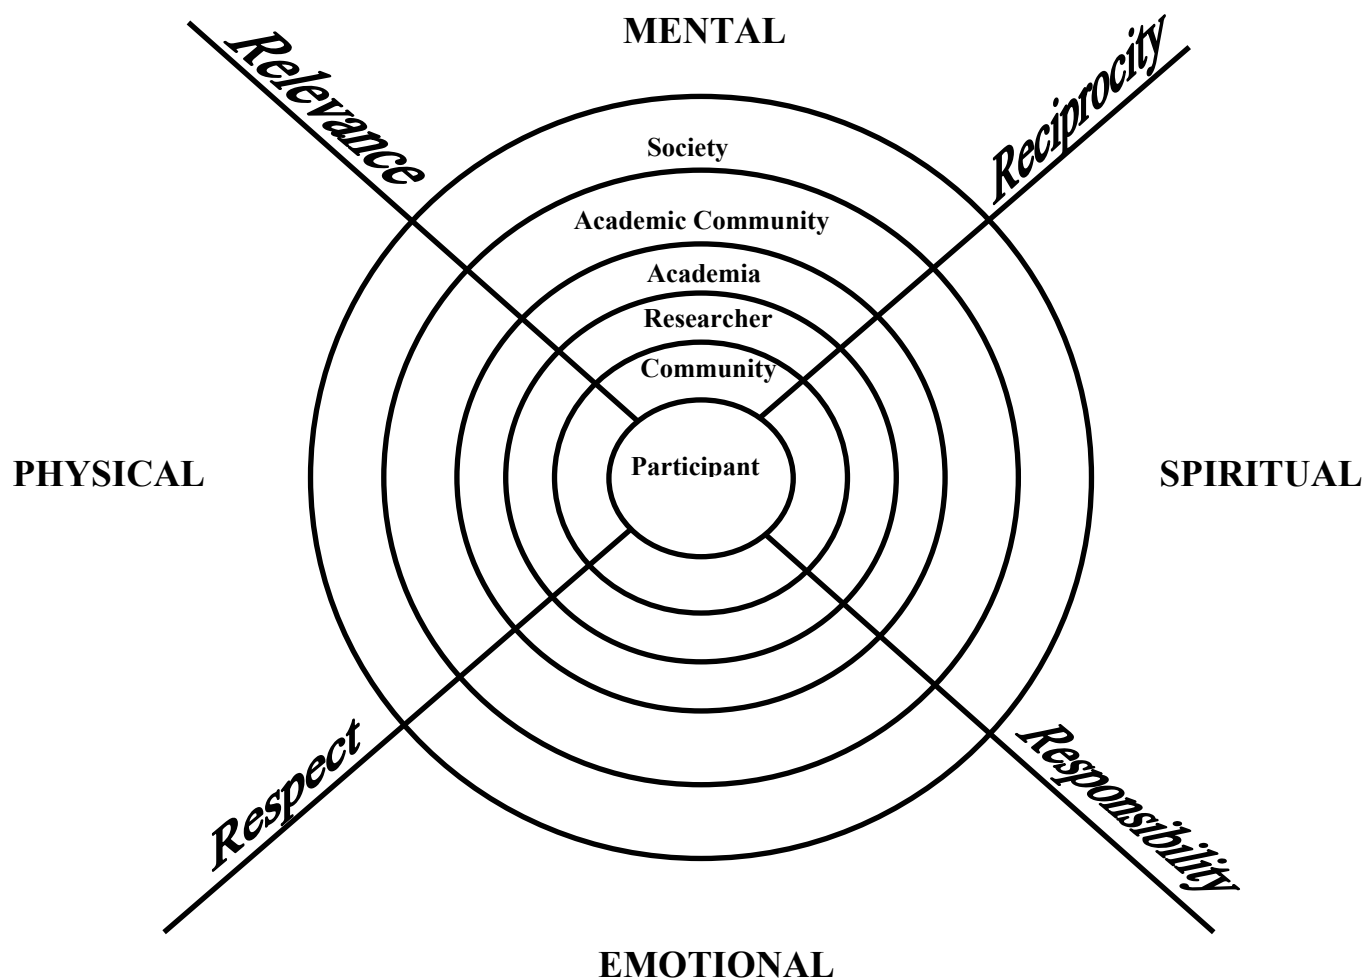 MENTAL
Relevance
Reciprocity
Society
Academic Community
Academia
Researcher
Community
Participant
PHYSICAL
SPIRITUAL
Respect
Responsibility
EMOTIONAL